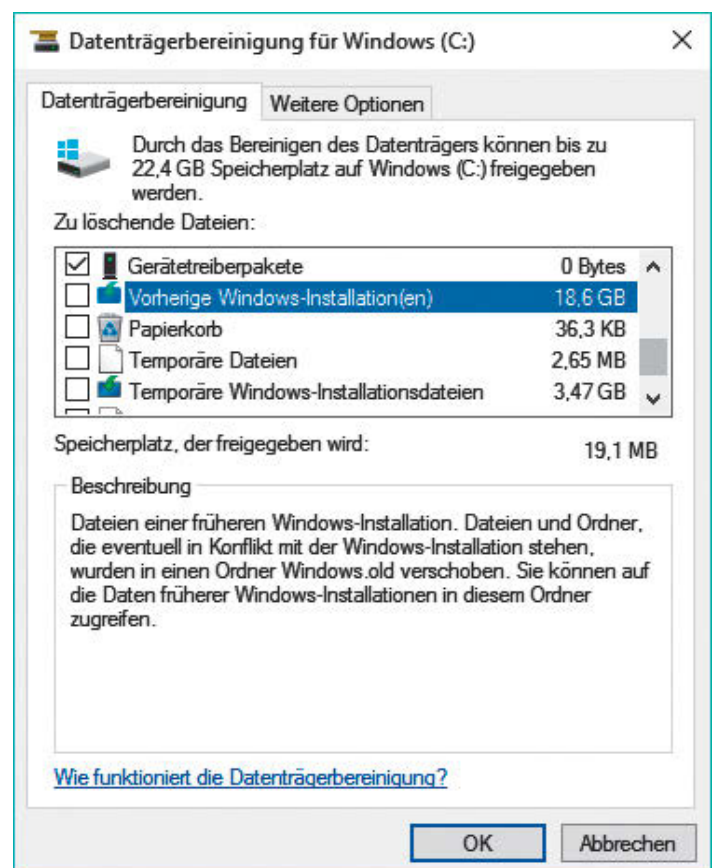 Datenträgerbereinigung für Windows (C:)
Datenträgerbereinigung
Weitere Optionen
Durch das Bereinigen des Datenträgers können bis zu
22,4 GB Speicherplatz auf Windows (C:) freigegeben
werden.
Zu löschende Dateien:
Gerätetreiberpakete 0 Bytes
Vorherige Windows-Installation(en) 18,6 GB
Papierkorb 36,3 KB
Temporäre Dateien 2,65 MB
Temporäre Windows-Installationsdateien 3,47 GB
Speicherplatz, der freigegeben wird: 19,1 MB
Beschreibung
Dateien einer früheren Windows-Installation. Dateien und Ordner,
die eventuell in Konflikt mit der Windows-Installation stehen,
wurden in einen Ordner Windows.old verschoben. Sie können auf
die Daten früherer Windows-Installationen in diesem Ordner
zugreifen.
Wie funktioniert die Datenträgerbereinigung?
OK
Abbrechen